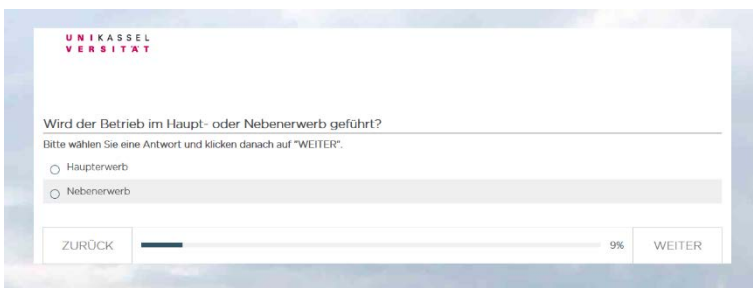 UNIKASSEL
VERSITÄT
Wird der Betrieb im Haupt- oder Nebenerwerb geführt?
Bitte wählen Sie eine Antwort und klicken danach auf "WEITER".
Haupterwerb
Nebenerwerb
ZURÜCK 9% WEITER